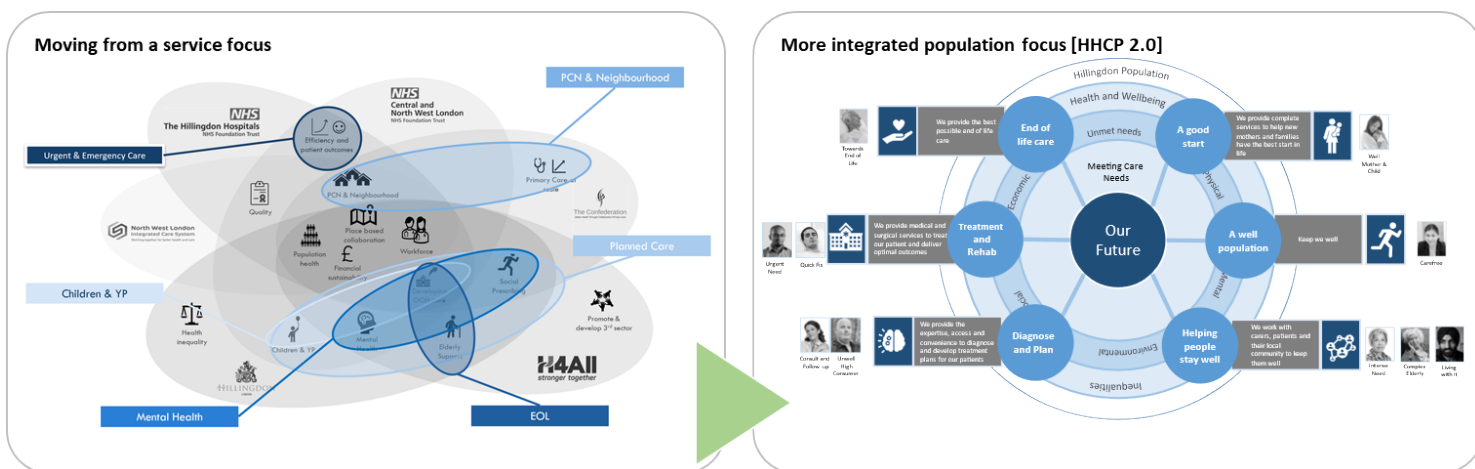 Moving from a service focus
PCN & Neighbourhood
NHS
The Hillingdon Hospitals
NHS Foundation Trust
NHS
Central and
North West London
NHS Foundation Trust
Efficiency and
patient outcomes
Urgent & Emergency Care
PCN & Neighbourhood
Primary Care at
Quality
The Confederation
Place based
collaboration
Workforce
North West London
Integrated Care System
Population
health
£
Financial
sustainability
Planned Care
Children & YP
Social
Prescribing
Health
inequality
Promote &
develop 3rd sector
Children & YP
Mental
Health
Elderly
HILLINGDON
LONDON
H4All
stronger together
Mental Health
EOL
More integrated population focus [HHCP 2.0]
Hillingdon Population
Health and Wellbeing
Unmet needs
Meeting Care
Needs
Our
Future
Economic
Physical
Mental
Environmental
Inequalities
End of
life care
We provide the best
possible end of life
care
Towards
End of
Life
A good
start
We provide complete
services to help new
mothers and families
have the best start in
life
Well
Mother &
Child
Treatment
and
Rehab
We provide medical and
surgical services to treat
our patient and deliver
optimal outcomes
Urgent
Need
Quick Fix
A well
population
Keep me well
Carefree
Diagnose
and Plan
We provide the
expertise, access and
convenience to diagnose
and develop treatment
plans for our patients
Consult and
Follow-up
Unwell
High
Consumer
Helping
people
stay well
We work with
carers, patients and
their local
community to keep
them well
Intense
Need
Complex
Elderly
Living
with it